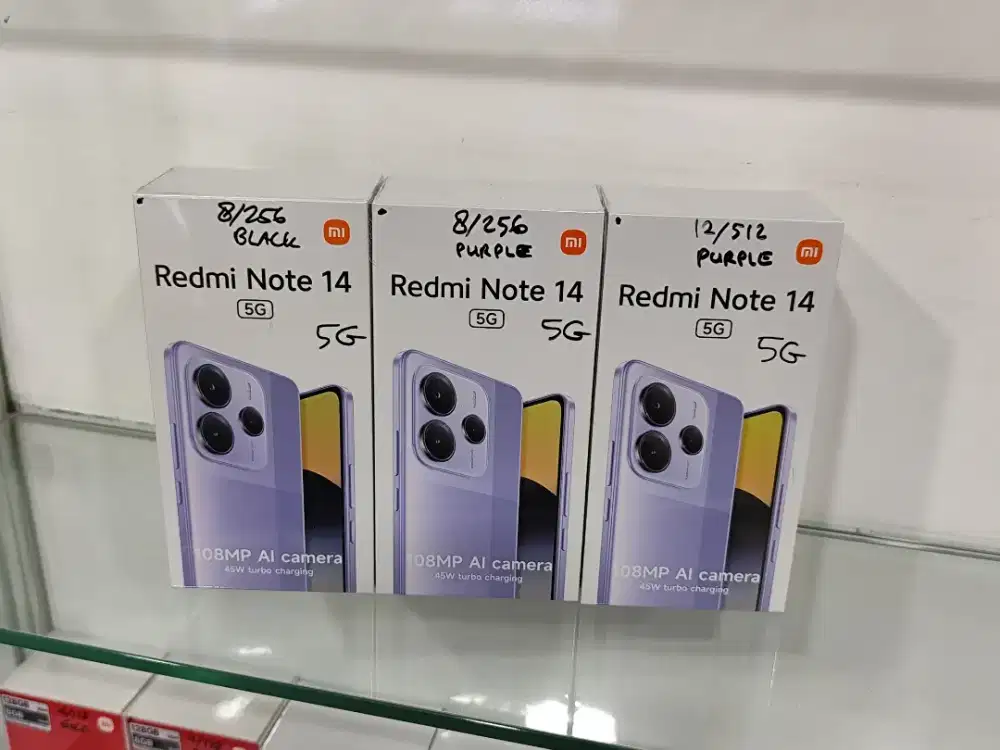 8/256
BLACK
mi
Redmi Note 14
5G
5G
108MP AI camera
45W turbo charging
8/256
PURPLE
mi
Redmi Note 14
5G
5G
108MP AI camera
45W turbo charging
12/512
PURPLE
mi
Redmi Note 14
5G
5G
108MP AI camera
45W turbo charging
128GB
128GB